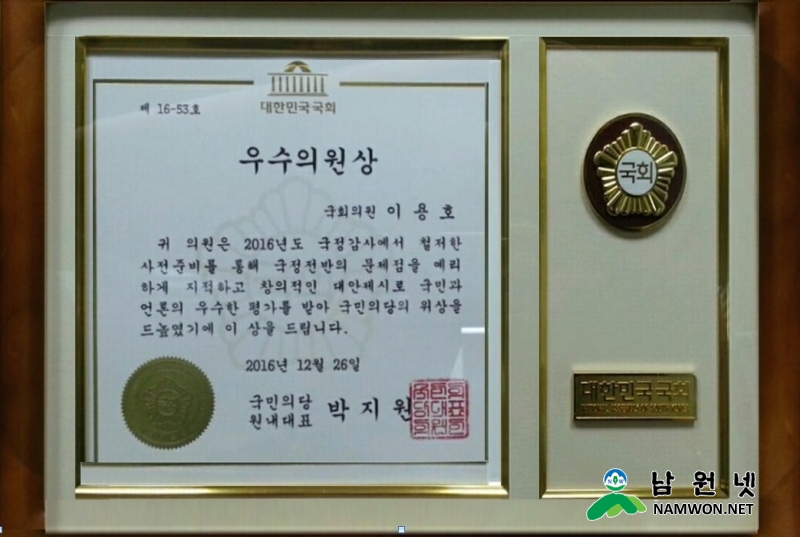 대한민국국회
제 16-53호
우수의원상
국회의원 이용호
귀 의원은 2016년도 국정감사에서 철저한
사전준비를 통해 국정전반의 문제점을 예리
하게 지적하고 창의적인 대안제시로 국민과
언론의 우수한 평가를 받아 국민의당의 위상을
드높였기에 이 상을 드립니다.
2016년 12월 26일
국민의당
원내대표 박지원
국회
대한민국국회
남원넷
NAMWON.NET